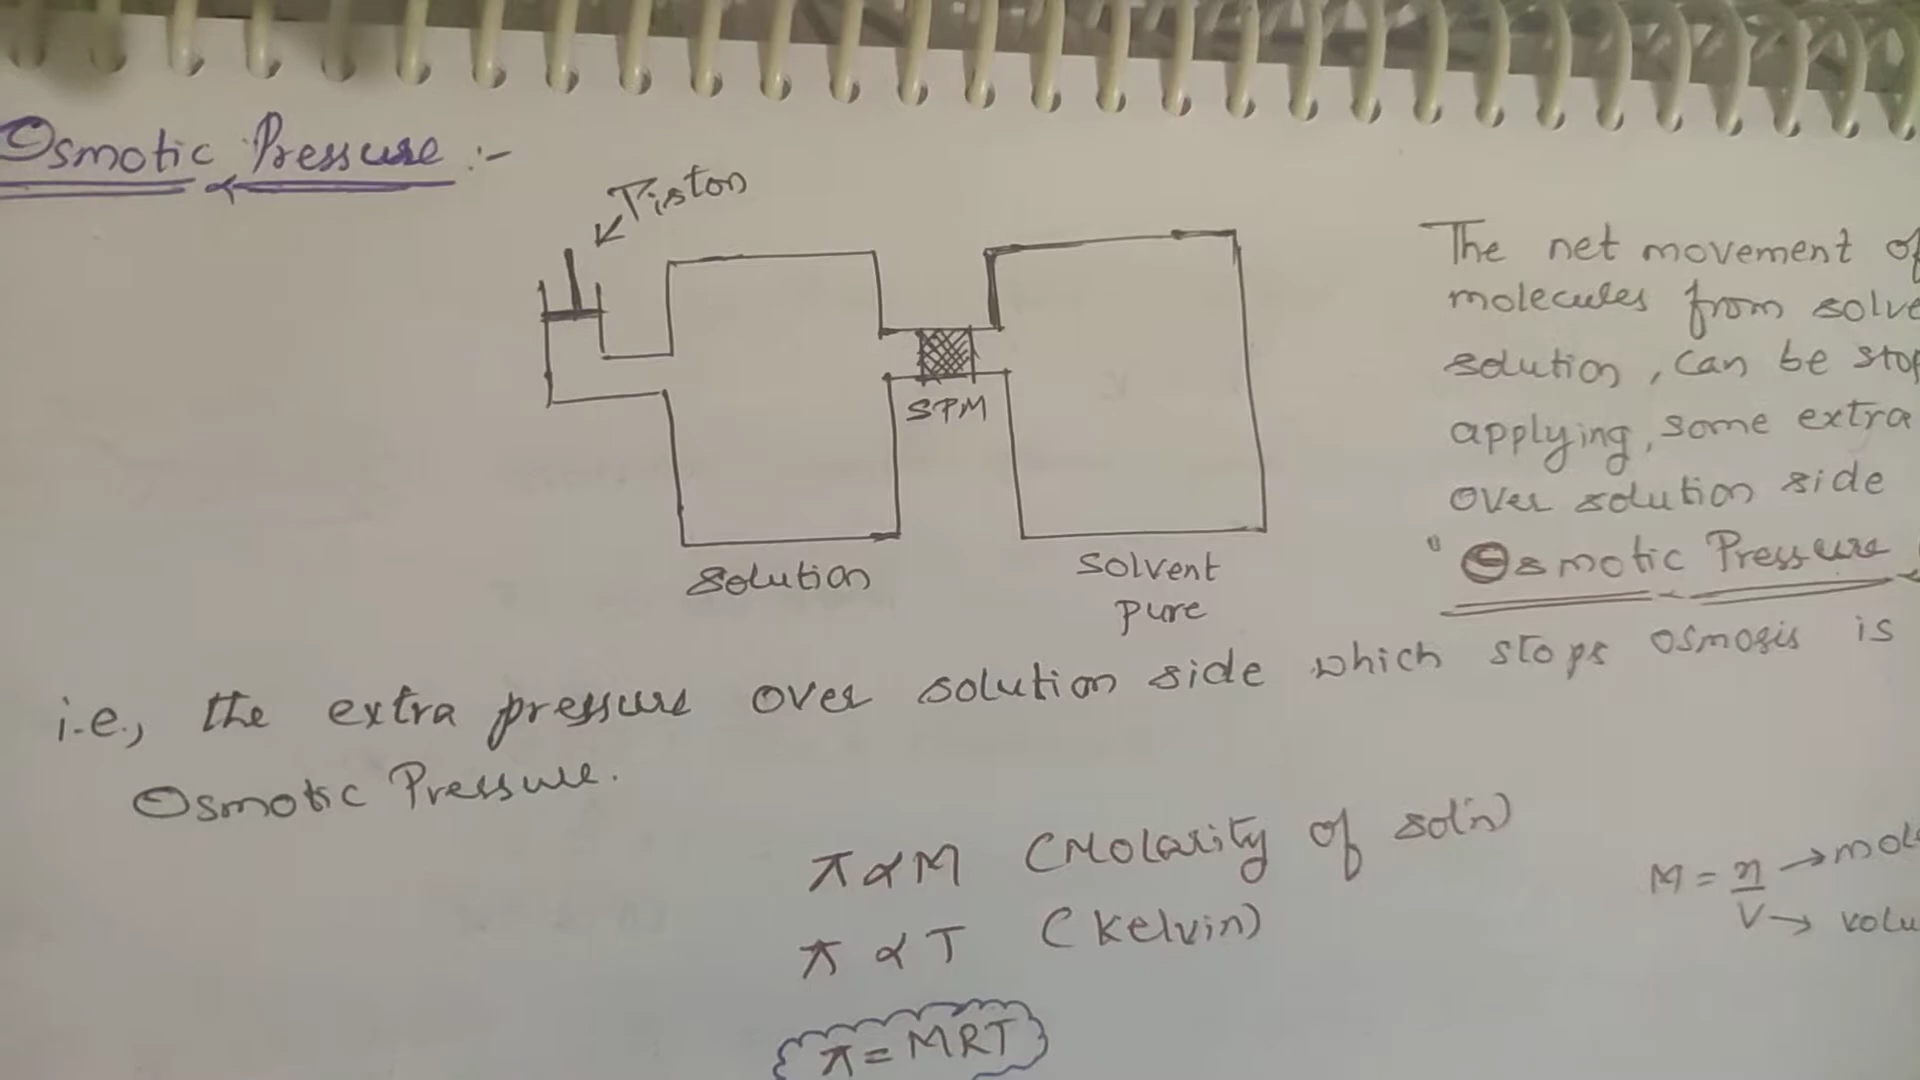 Osmotic Pressure :-
Piston
SPM
Solution
Solvent
pure
The net movement of
molecules from solve
solution, can be stop
applying, some extra
over solution side
" Osmotic Pressure
i.e., the extra pressure over solution side which stops osmosis is
Osmotic Pressure.
π ∝ M (Molarity of soln)
π ∝ T (Kelvin)
π = MRT
M = n/V
→ mol
→ volu